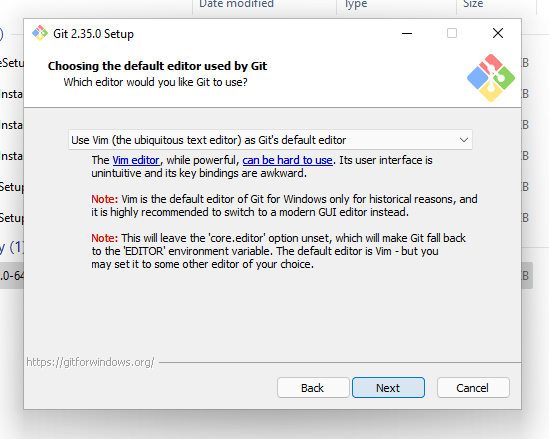 Date modified Type Size
Git 2.35.0 Setup
Choosing the default editor used by Git
Which editor would you like Git to use?
eSetu
Insta
Insta
Insta
Setup
Setup
y (1)
.0-64
KB
KB
KB
KB
KB
KB
Use Vim (the ubiquitous text editor) as Git's default editor
The Vim editor, while powerful, can be hard to use. Its user interface is
unintuitive and its key bindings are awkward.
Note: Vim is the default editor of Git for Windows only for historical reasons, and
it is highly recommended to switch to a modern GUI editor instead.
Note: This will leave the 'core.editor' option unset, which will make Git fall back
to the 'EDITOR' environment variable. The default editor is Vim - but you
may set it to some other editor of your choice.
https://gitforwindows.org/
Back Next Cancel